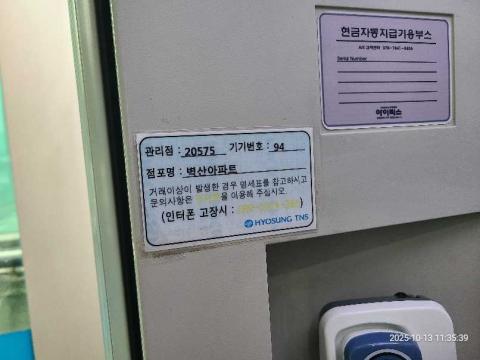 현금자동지급기용부스
Serial Number
아이릭스
관리점 : 20575 기기번호 : 94
점포명 : 벽산아파트
거래이상이 발생한 경우 명세표를 참고하시고
문의사항은 을 이용해 주십시오.
(인터폰 고장시 :
HYOSUNG TNS
2025-10-13 11:35:39